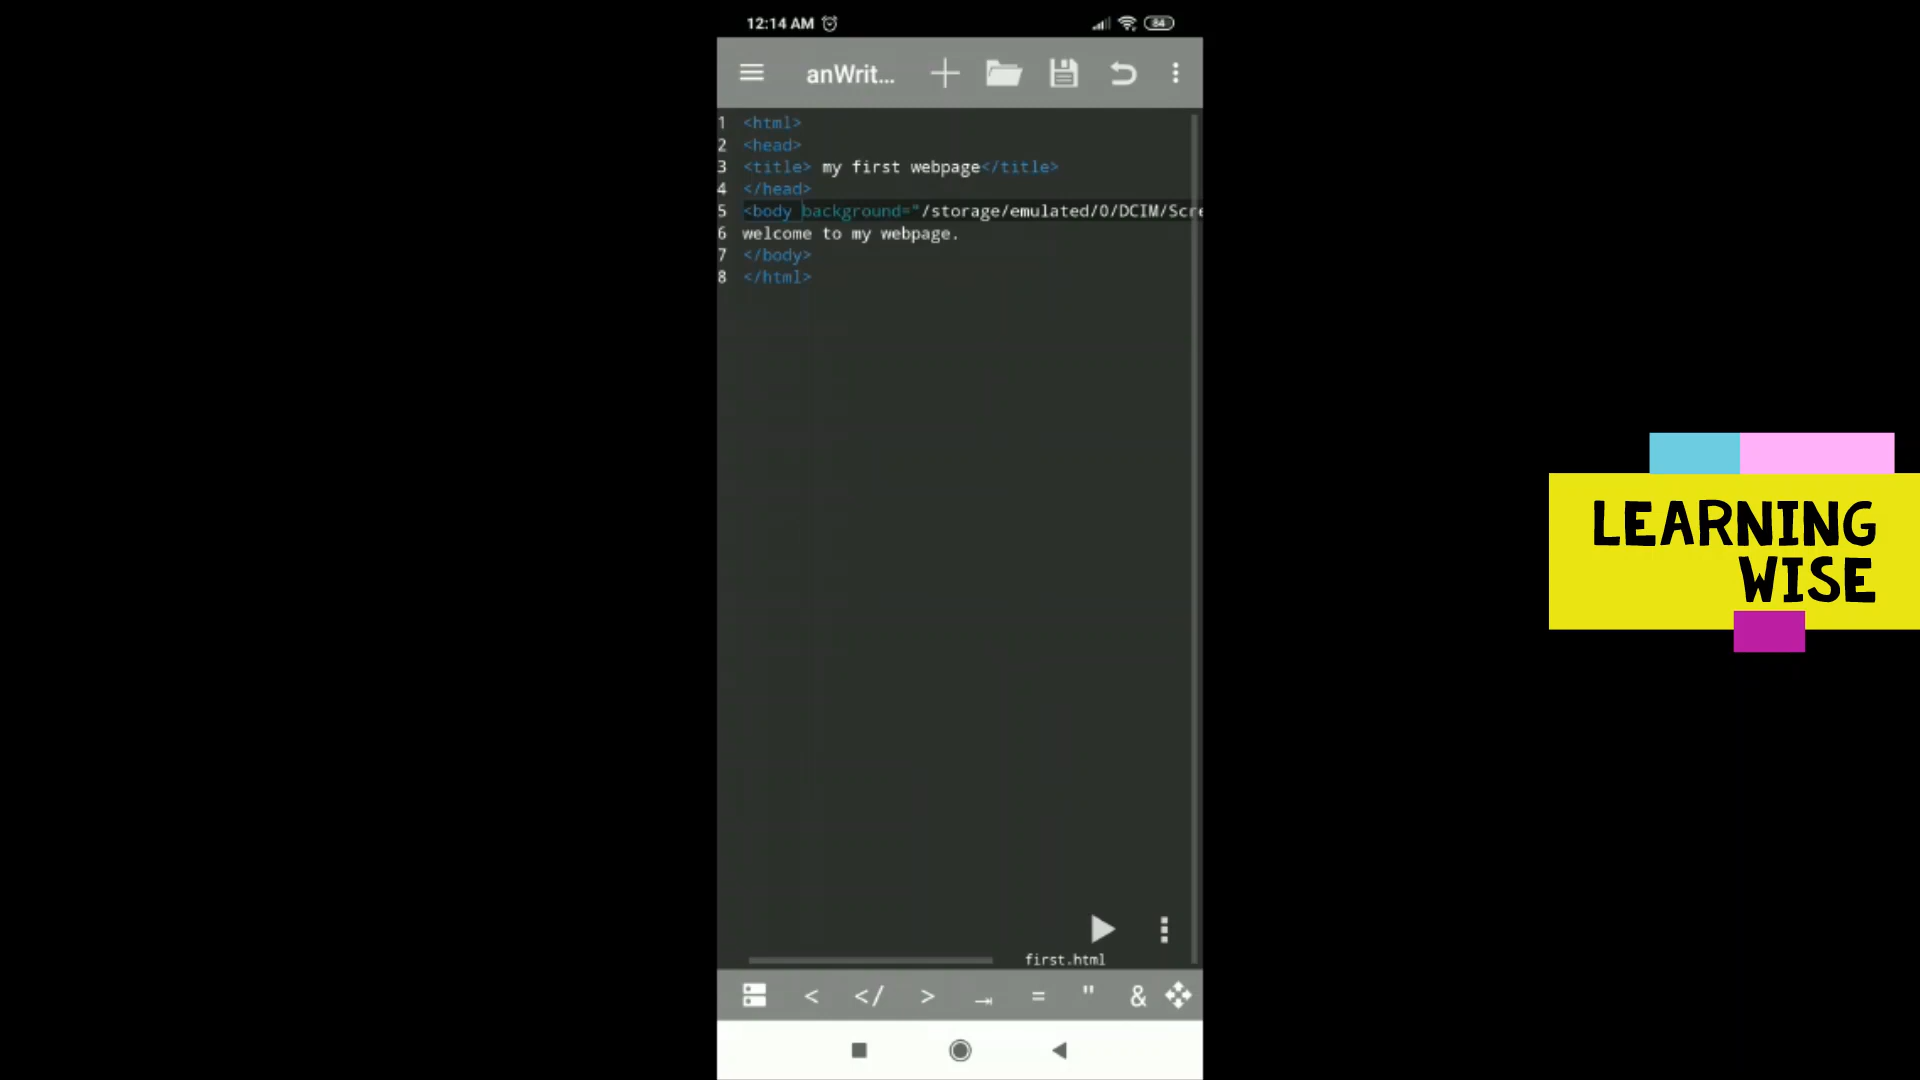 12:14 AM 84
anWrit...
1 <html>
2 <head>
3 <title> my first webpage</title>
4 </head>
5 <body background="/storage/emulated/0/DCIM/Scre
6 welcome to my webpage.
7 </body>
8 </html>
LEARNING
WISE
first.html
< </ > = " &